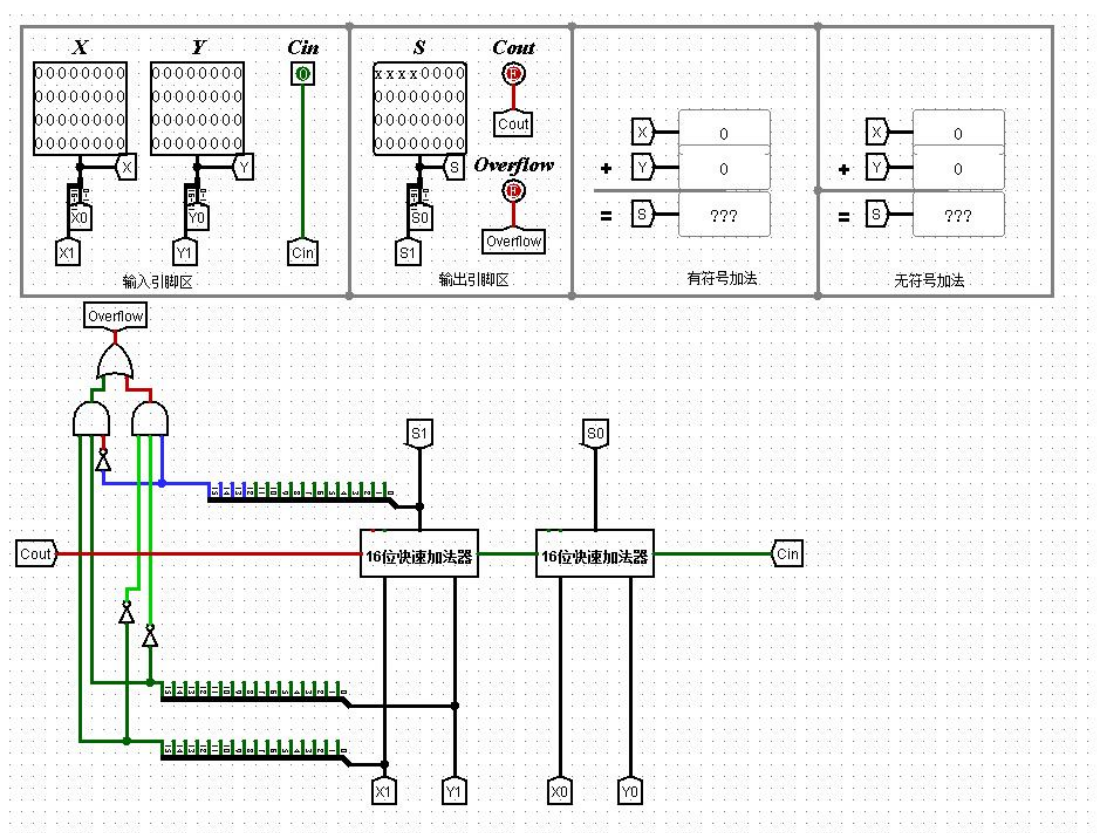 X Y Cin S Cout
00000000 00000000 0 xxxx0000 E
00000000 00000000 00000000
00000000 00000000 00000000 Cout
00000000 00000000 00000000
X Y S Overflow
E
X0 Y0 S0 Overflow
X1 Y1 Cin S1
输入引脚区 输出引脚区
X 0
+ Y 0
= S ???
有符号加法
X 0
+ Y 0
= S ???
无符号加法
Overflow
S1 S0
Cout 16位快速加法器 16位快速加法器 Cin
X1 Y1 X0 Y0